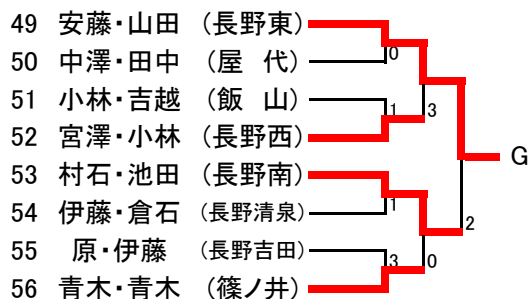 49 安藤・山田 （長野東）
0
50 中澤・田中 （屋 代）
51 小林・吉越 （飯 山）
1 3
52 宮澤・小林 （長野西）
G
53 村石・池田 （長野南）
1
54 伊藤・倉石 （長野清泉）
2
55 原・伊藤 （長野吉田）
3 0
56 青木・青木 （篠ノ井）